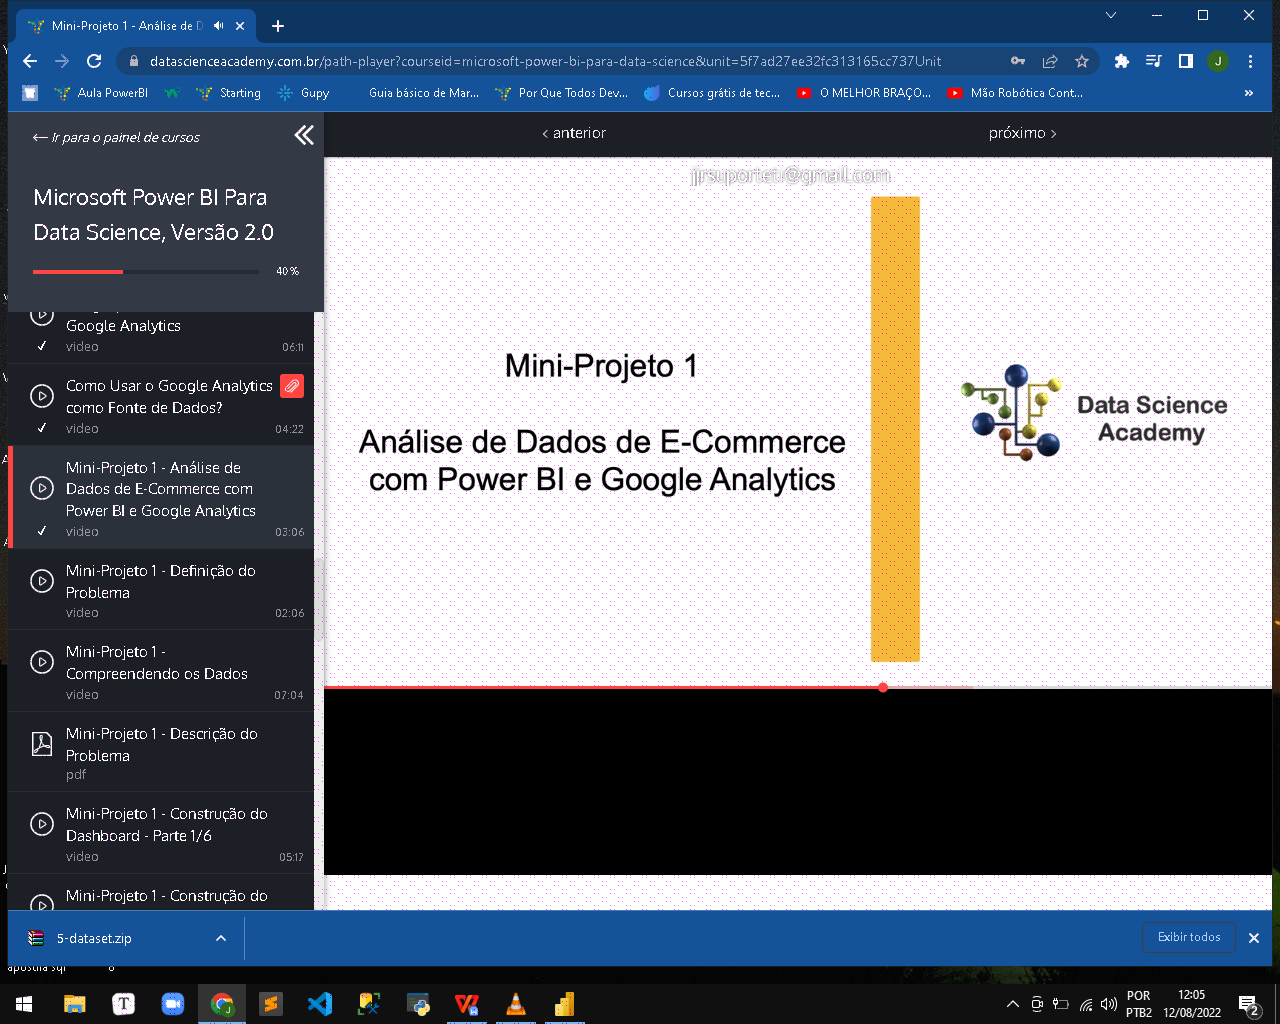 Mini-Projeto 1 - Análise de D
datascienceacademy.com.br/path-player?courseid=microsoft-power-bi-para-data-science&unit=5f7ad27ee32fc313165cc737Unit
J
Aula PowerBI
Starting
Gupy
Guia básico de Mar...
Por Que Todos Dev...
Cursos grátis de tec...
O MELHOR BRAÇO...
Mão Robótica Cont...
»
← Ir para o painel de cursos
‹ anterior
próximo ›
Microsoft Power BI Para
Data Science, Versão 2.0
40%
Google Analytics
video
06:11
Como Usar o Google Analytics
como Fonte de Dados?
video
04:22
Mini-Projeto 1 - Análise de
Dados de E-Commerce com
Power BI e Google Analytics
video
03:06
Mini-Projeto 1 - Definição do
Problema
video
02:06
Mini-Projeto 1 -
Compreendendo os Dados
video
07:04
Mini-Projeto 1 - Descrição do
Problema
pdf
Mini-Projeto 1 - Construção do
Dashboard - Parte 1/6
video
05:17
Mini-Projeto 1 - Construção do
Mini-Projeto 1
Análise de Dados de E-Commerce
com Power BI e Google Analytics
Data Science
Academy
5-dataset.zip
Exibir todos
POR
PTB2
12:05
12/08/2022
2